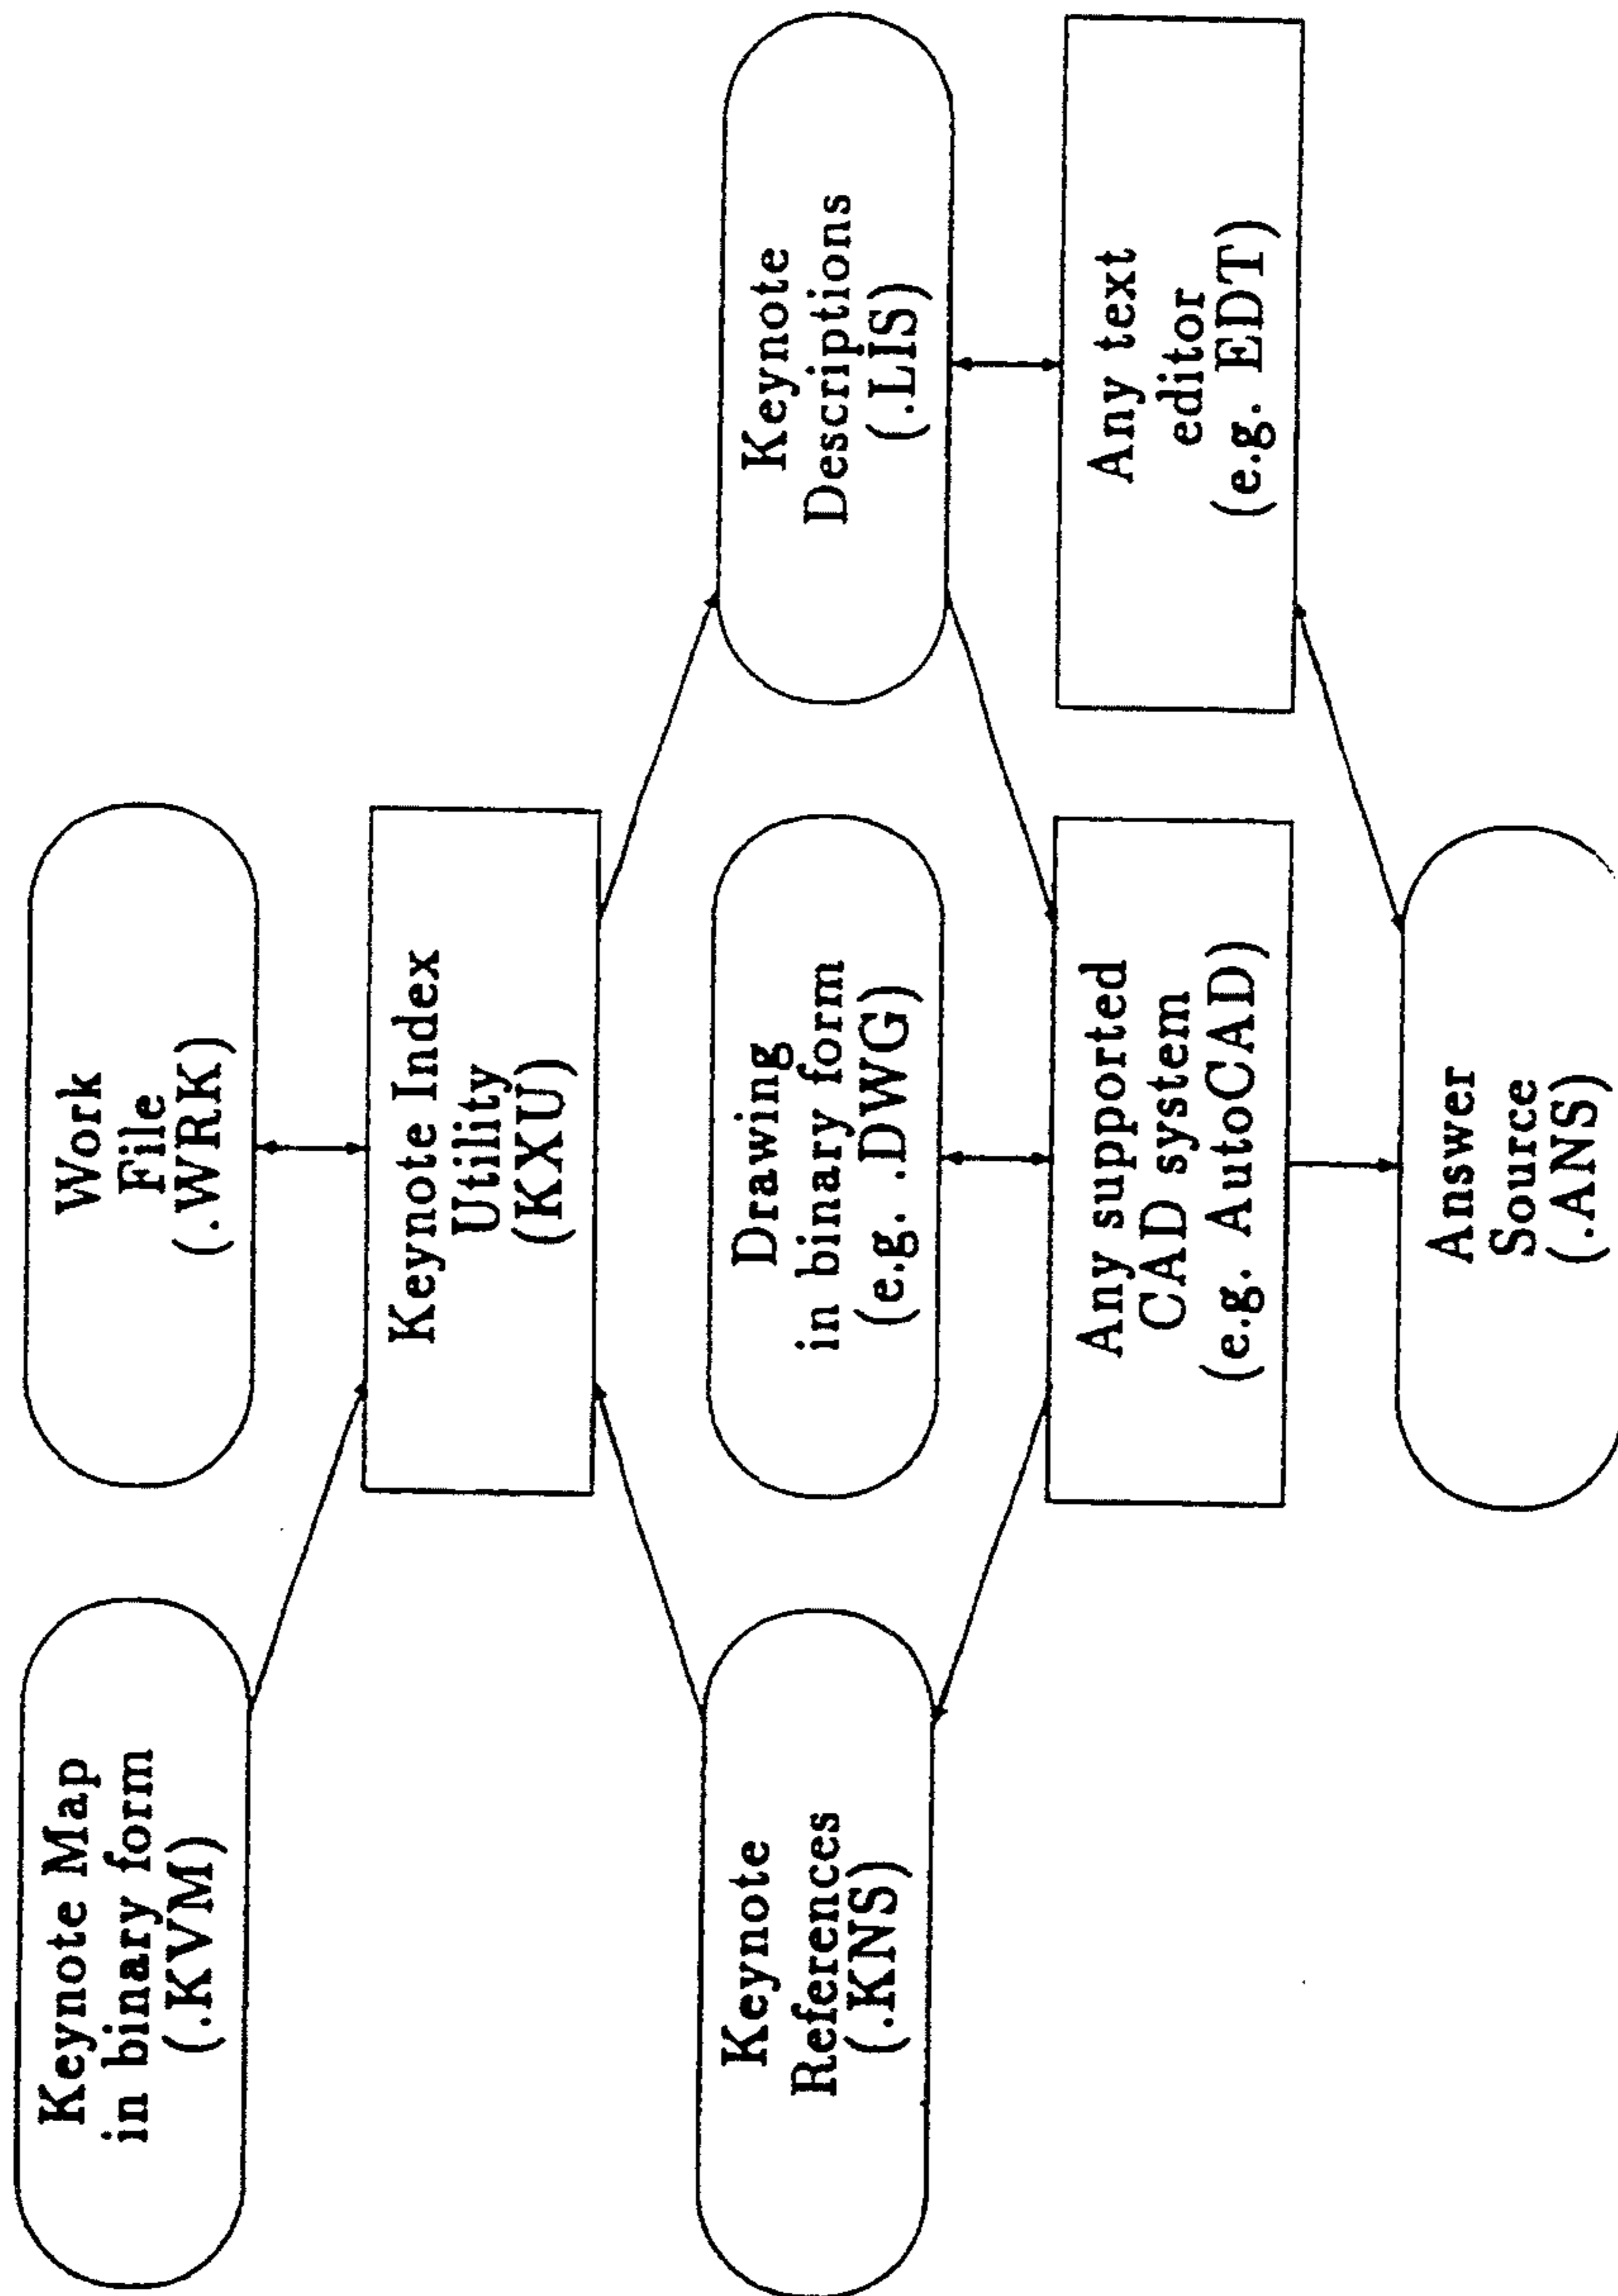 Keynote Map
in binary form
(.KVM)
Work
File
(.WRK)
Keynote Index
Utility
(KXU)
Keynote
References
(.KNS)
Drawing
in binary form
(e.g. .DWG)
Keynote
Descriptions
(.LIS)
Any supported
CAD system
(e.g. AutoCAD)
Any text
editor
(e.g. EDT)
Answer
Source
(.ANS)